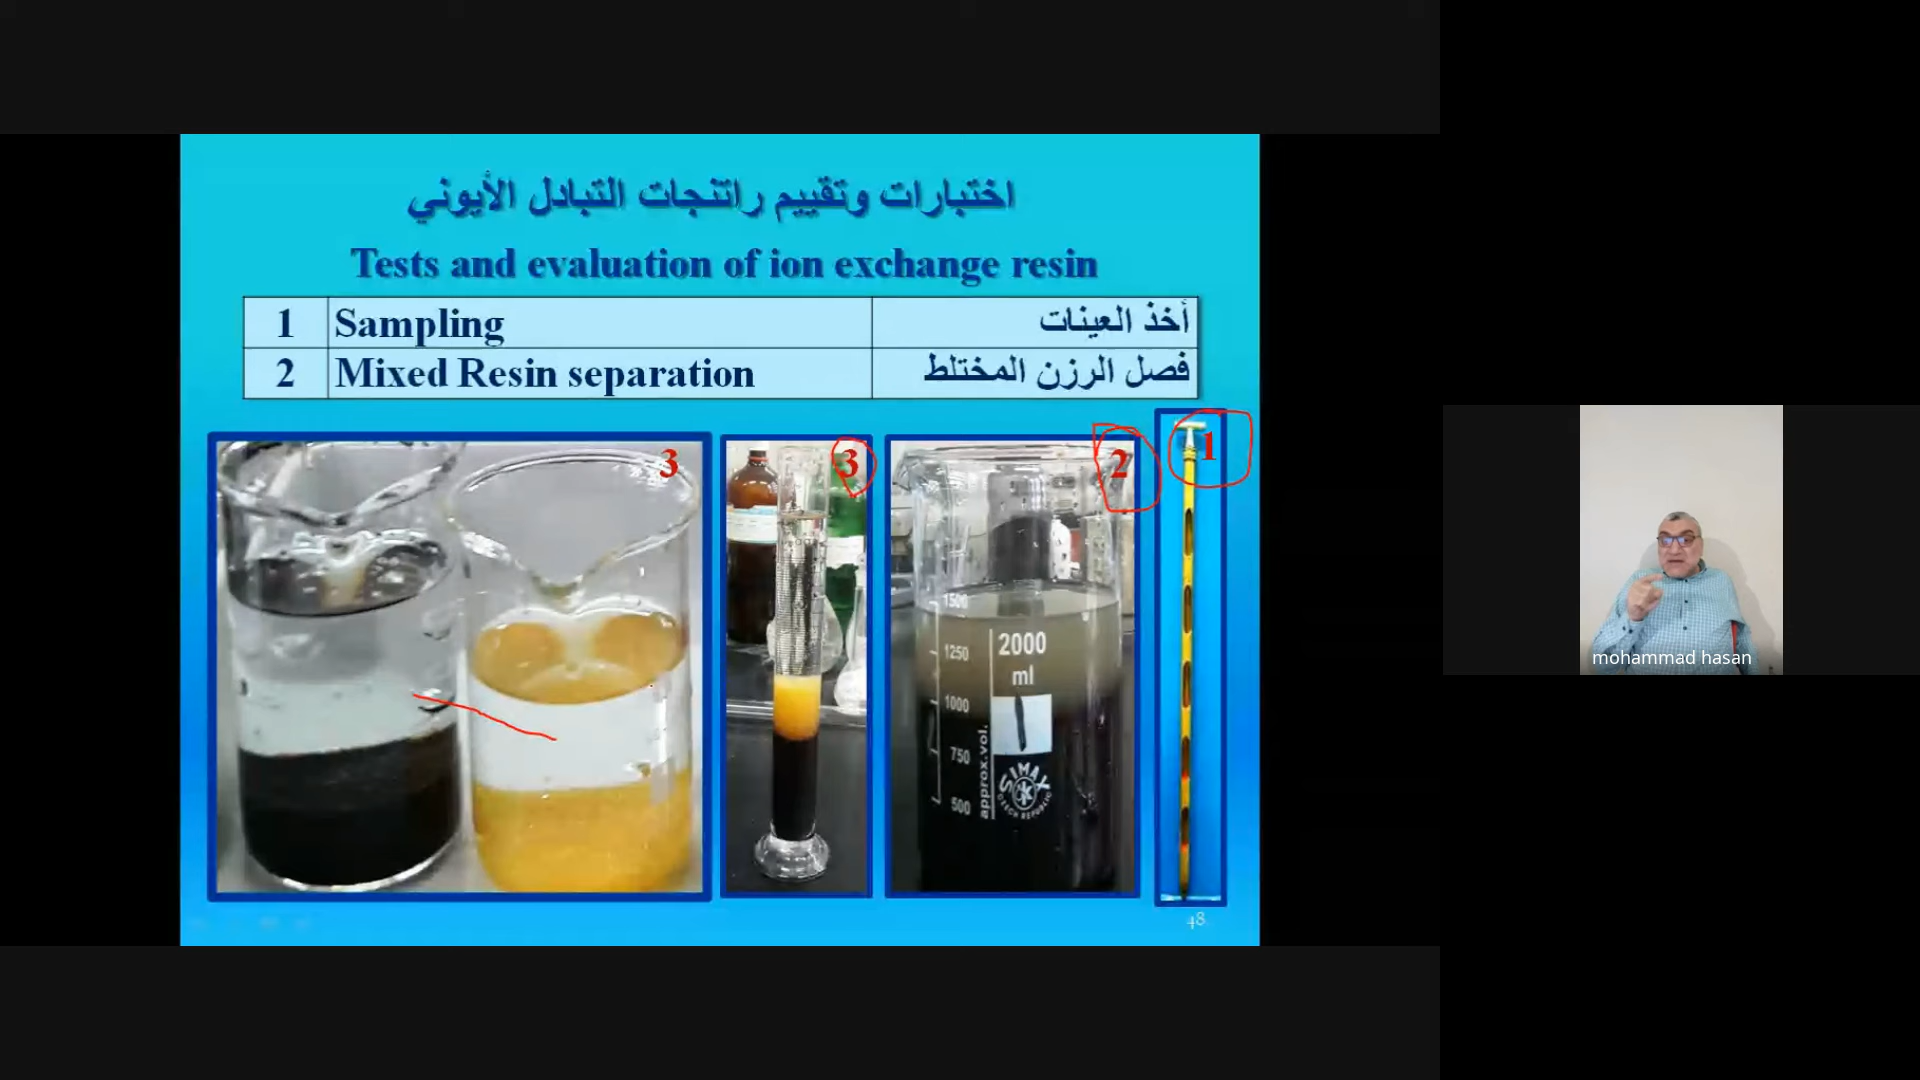 اختبارات وتقييم راتنجات التبادل الأيوني
Tests and evaluation of ion exchange resin
1 Sampling أخذ العينات
2 Mixed Resin separation فصل الرزن المختلط
3
3
2
1
1500
1250
1000
750
500
2000
ml
approx.vol.
SIMAX
CZECH REPUBLIC
48
mohammad hasan